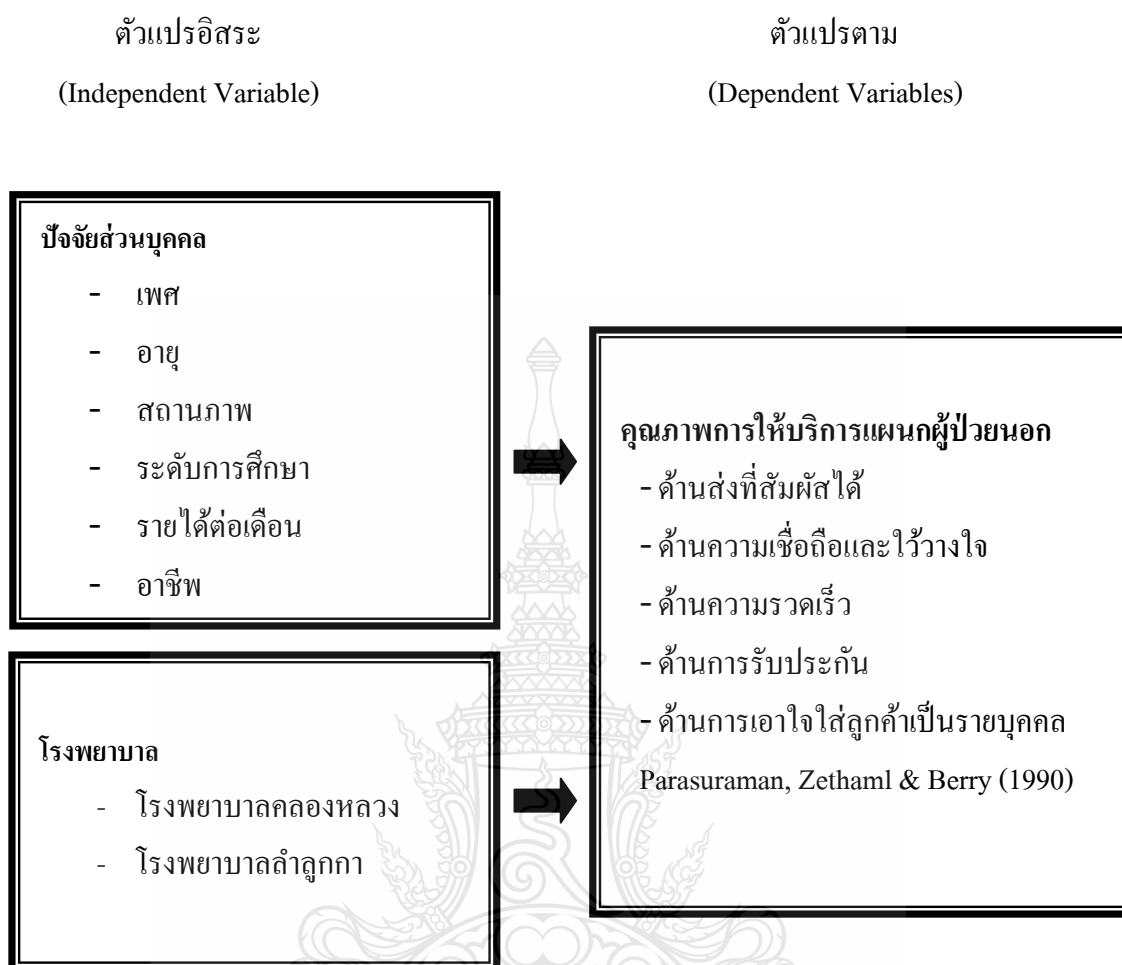 ตัวแปรอิสระ
(Independent Variable)
ตัวแปรตาม
(Dependent Variables)
ปัจจัยส่วนบุคคล
- เพศ
- อายุ
- สถานภาพ
- ระดับการศึกษา
- รายได้ต่อเดือน
- อาชีพ
โรงพยาบาล
- โรงพยาบาลคลองหลวง
- โรงพยาบาลลำลูกกา
คุณภาพการให้บริการแผนกผู้ป่วยนอก
- ด้านส่งที่สัมผัสได้
- ด้านความเชื่อถือและใว้วางใจ
- ด้านความรวดเร็ว
- ด้านการรับประกัน
- ด้านการเอาใจใส่ลูกค้าเป็นรายบุคคล
Parasuraman, Zethaml & Berry (1990)